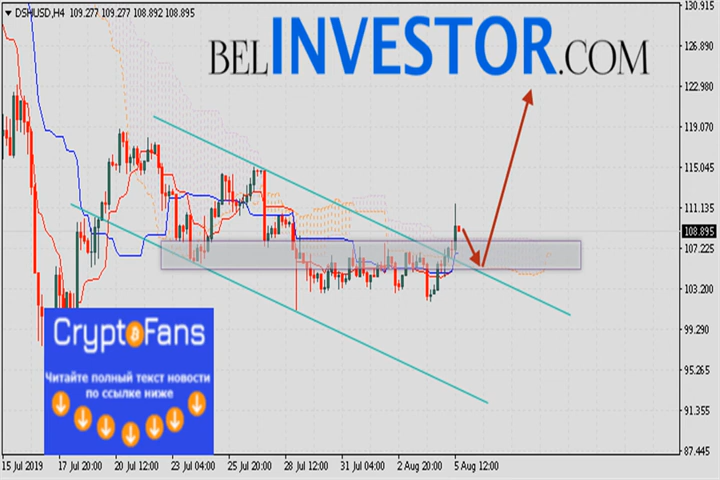 DSHUSD,H4 109.277 109.277 108.892 108.895
BELINVESTOR.COM
130.915
126.890
122.980
119.070
115.045
111.135
108.895
107.225
103.200
99.290
95.265
91.355
87.445
CryptoFans
Читайте полный текст новости
по ссылке ниже
15 Jul 2019 17 Jul 20:00 20 Jul 12:00 23 Jul 04:00 25 Jul 20:00 28 Jul 12:00 31 Jul 04:00 2 Aug 20:00 5 Aug 12:00